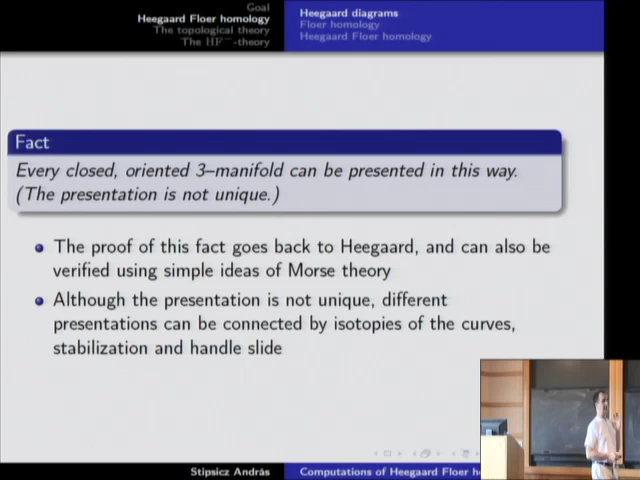 Goal
Heegaard Floer homology
The topological theory
The HF⁻-theory
Heegaard diagrams
Floer homology
Heegaard Floer homology
Fact
Every closed, oriented 3–manifold can be presented in this way.
(The presentation is not unique.)
The proof of this fact goes back to Heegaard, and can also be
verified using simple ideas of Morse theory
Although the presentation is not unique, different
presentations can be connected by isotopies of the curves,
stabilization and handle slide
Stipsicz András
Computations of Heegaard Floer h